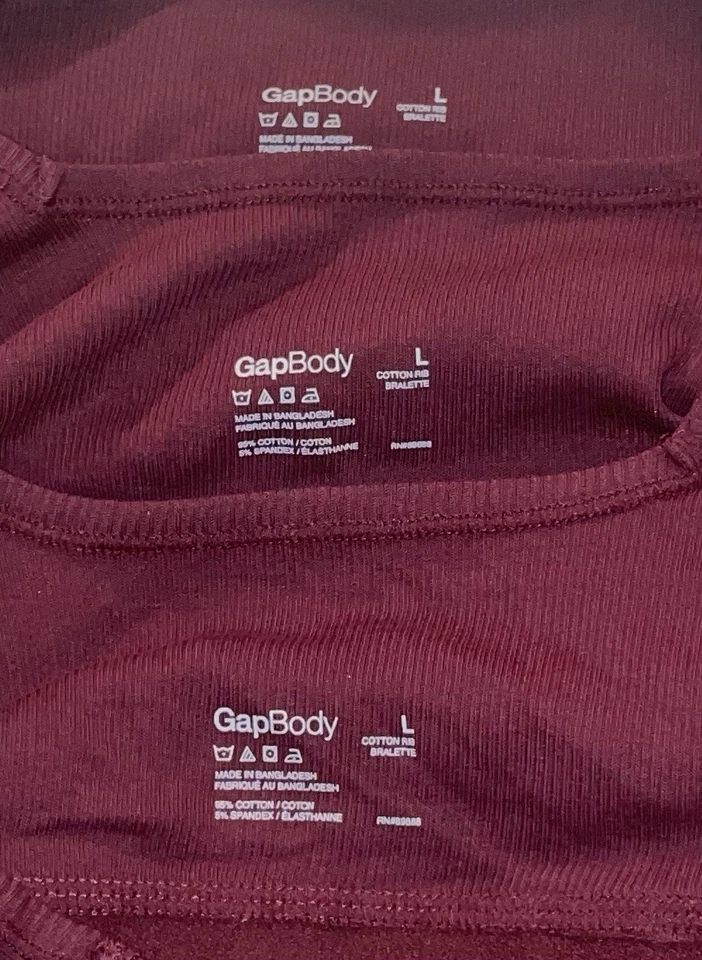 GapBody
L
COTTON RIB
BRALETTE
MADE IN BANGLADESH
FABRIQUÉ AU
GapBody
L
COTTON RIB
BRALETTE
MADE IN BANGLADESH
FABRIQUÉ AU BANGLADESH
95% COTTON / COTON
5% SPANDEX / ÉLASTHANNE
GapBody
L
COTTON RIB
BRALETTE
MADE IN BANGLADESH
FABRIQUÉ AU BANGLADESH
95% COTTON / COTON
5% SPANDEX / ÉLASTHANNE